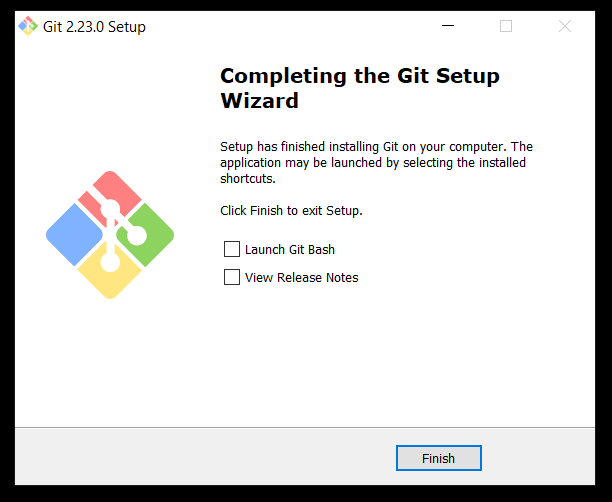 Git 2.23.0 Setup
Completing the Git Setup
Wizard
Setup has finished installing Git on your computer. The
application may be launched by selecting the installed
shortcuts.
Click Finish to exit Setup.
Launch Git Bash
View Release Notes
Finish